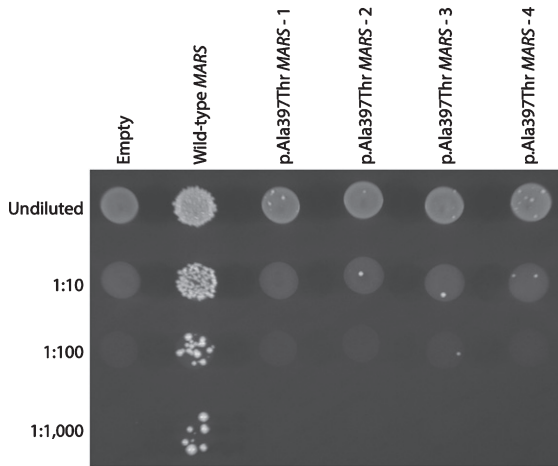 Empty
Wild-type MARS
p.Ala397Thr MARS - 1
p.Ala397Thr MARS - 2
p.Ala397Thr MARS - 3
p.Ala397Thr MARS - 4
Undiluted
1:10
1:100
1:1,000